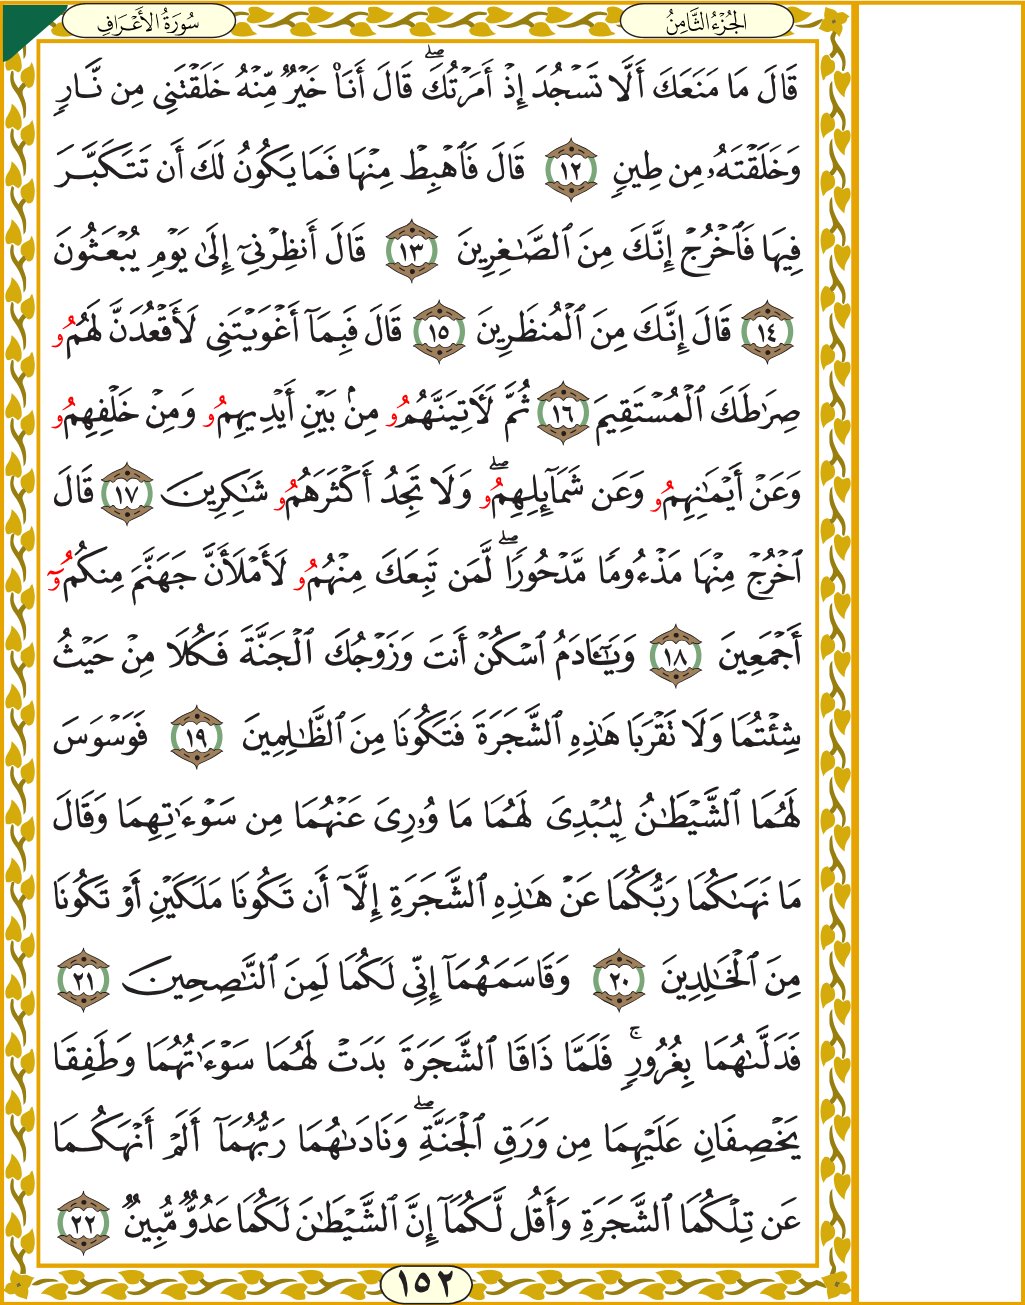 الجُزْءُ الثَّامِنُ
سُورَةُ الأَعْرَافِ
قَالَ مَا مَنَعَكَ أَلَّا تَسْجُدَ إِذْ أَمَرْتُكَۖ قَالَ أَنَا۠ خَيْرٌ مِّنْهُ خَلَقْتَنِي مِن نَّارٍ
وَخَلَقْتَهُۥ مِن طِينٍ ١٢ قَالَ فَٱهْبِطْ مِنْهَا فَمَا يَكُونُ لَكَ أَن تَتَكَبَّرَ
فِيهَا فَٱخْرُجْ إِنَّكَ مِنَ ٱلصَّٰغِرِينَ ١٣ قَالَ أَنظِرْنِيٓ إِلَىٰ يَوْمِ يُبْعَثُونَ
١٤ قَالَ إِنَّكَ مِنَ ٱلْمُنظَرِينَ ١٥ قَالَ فَبِمَآ أَغْوَيْتَنِي لَأَقْعُدَنَّ لَهُمُو
صِرَٰطَكَ ٱلْمُسْتَقِيمَ ١٦ ثُمَّ لَأٓتِيَنَّهُمُو مِنۢ بَيْنِ أَيْدِيهِمُو وَمِنْ خَلْفِهِمُو
وَعَنْ أَيْمَٰنِهِمُو وَعَن شَمَآئِلِهِمُوۖ وَلَا تَجِدُ أَكْثَرَهُمُو شَٰكِرِينَ ١٧ قَالَ
ٱخْرُجْ مِنْهَا مَذْءُومًا مَّدْحُورًاۖ لَّمَن تَبِعَكَ مِنْهُمُو لَأَمْلَأَنَّ جَهَنَّمَ مِنكُمُوٓ
أَجْمَعِينَ ١٨ وَيَٰٓـَٔادَمُ ٱسْكُنْ أَنتَ وَزَوْجُكَ ٱلْجَنَّةَ فَكُلَا مِنْ حَيْثُ
شِئْتُمَا وَلَا تَقْرَبَا هَٰذِهِ ٱلشَّجَرَةَ فَتَكُونَا مِنَ ٱلظَّٰلِمِينَ ١٩ فَوَسْوَسَ
لَهُمَا ٱلشَّيْطَٰنُ لِيُبْدِيَ لَهُمَا مَا وُۥرِيَ عَنْهُمَا مِن سَوْءَٰتِهِمَا وَقَالَ
مَا نَهَىٰكُمَا رَبُّكُمَا عَنْ هَٰذِهِ ٱلشَّجَرَةِ إِلَّآ أَن تَكُونَا مَلَكَيْنِ أَوْ تَكُونَا
مِنَ ٱلْخَٰلِدِينَ ٢٠ وَقَاسَمَهُمَآ إِنِّي لَكُمَا لَمِنَ ٱلنَّٰصِحِينَ ٢١
فَدَلَّىٰهُمَا بِغُرُورٍۚ فَلَمَّا ذَاقَا ٱلشَّجَرَةَ بَدَتْ لَهُمَا سَوْءَٰتُهُمَا وَطَفِقَا
يَخْصِفَانِ عَلَيْهِمَا مِن وَرَقِ ٱلْجَنَّةِۖ وَنَادَىٰهُمَا رَبُّهُمَآ أَلَمْ أَنْهَكُمَا
عَن تِلْكُمَا ٱلشَّجَرَةِ وَأَقُل لَّكُمَآ إِنَّ ٱلشَّيْطَٰنَ لَكُمَا عَدُوٌّ مُّبِينٌ ٢٢
١٥٢